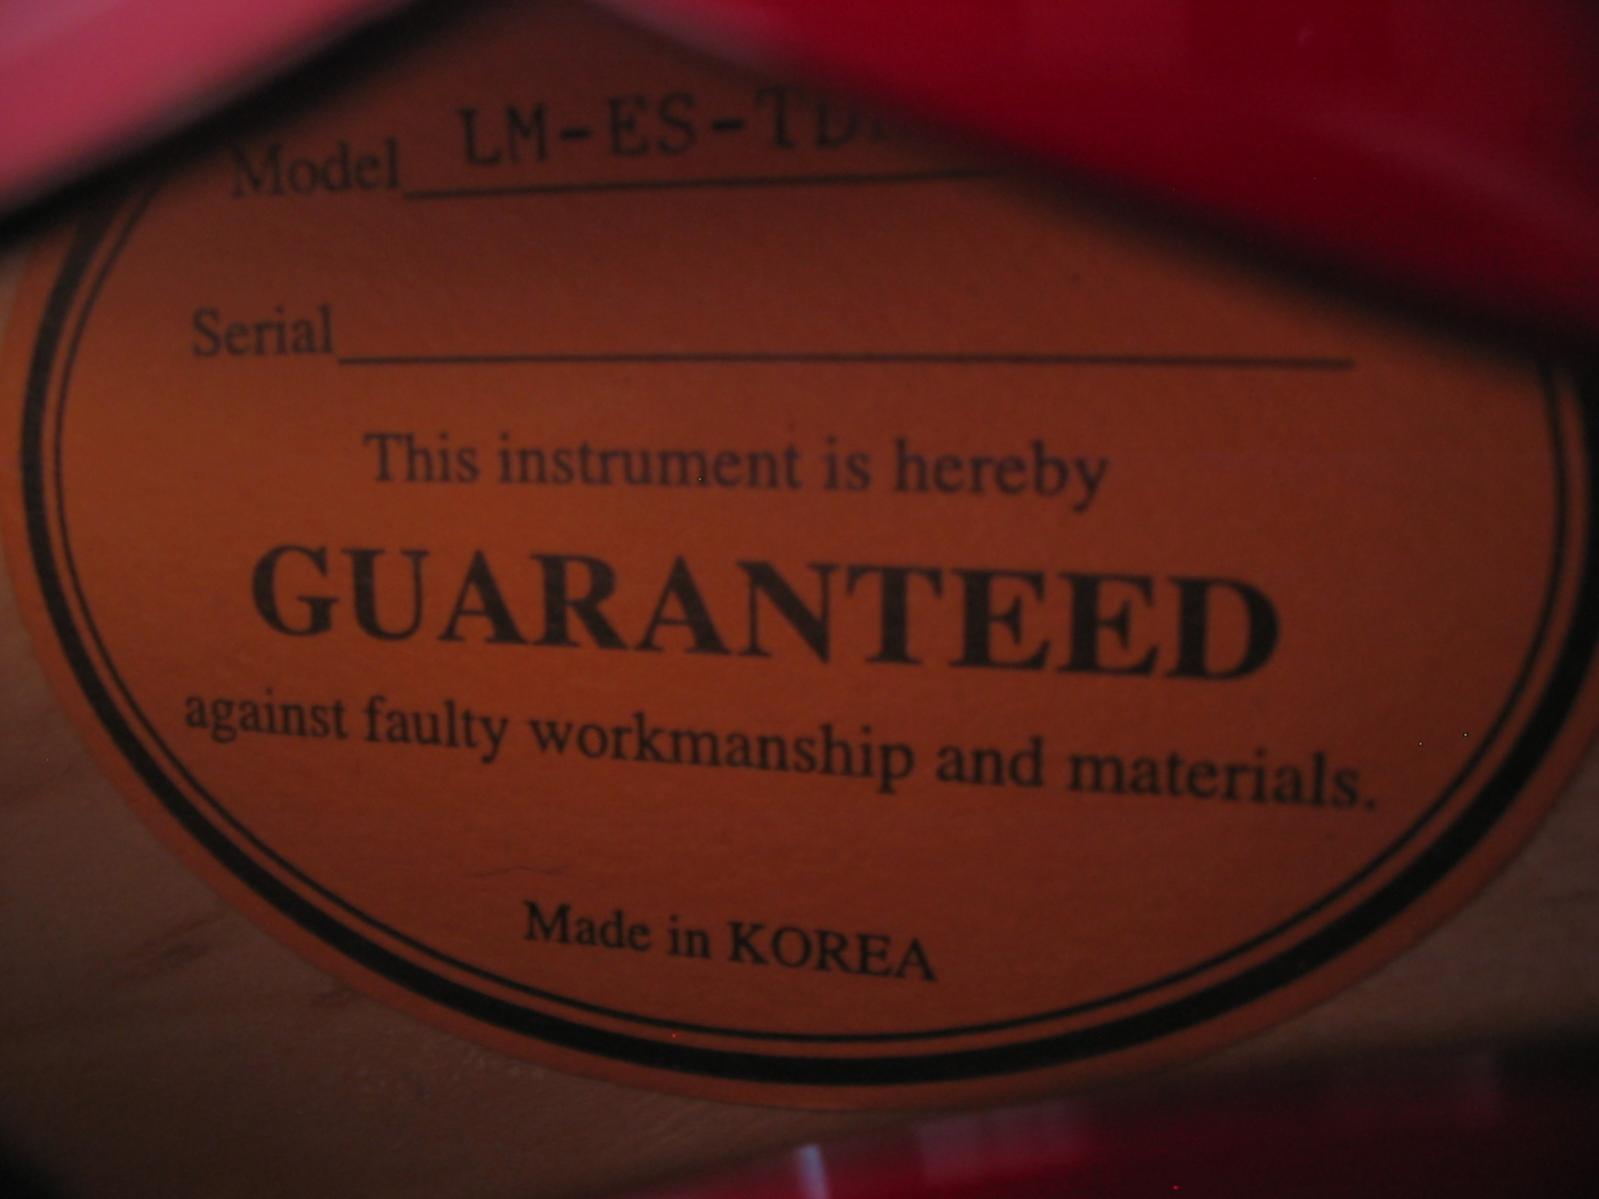 Model LM-ES-TD
Serial
This instrument is hereby
GUARANTEED
against faulty workmanship and materials.
Made in KOREA